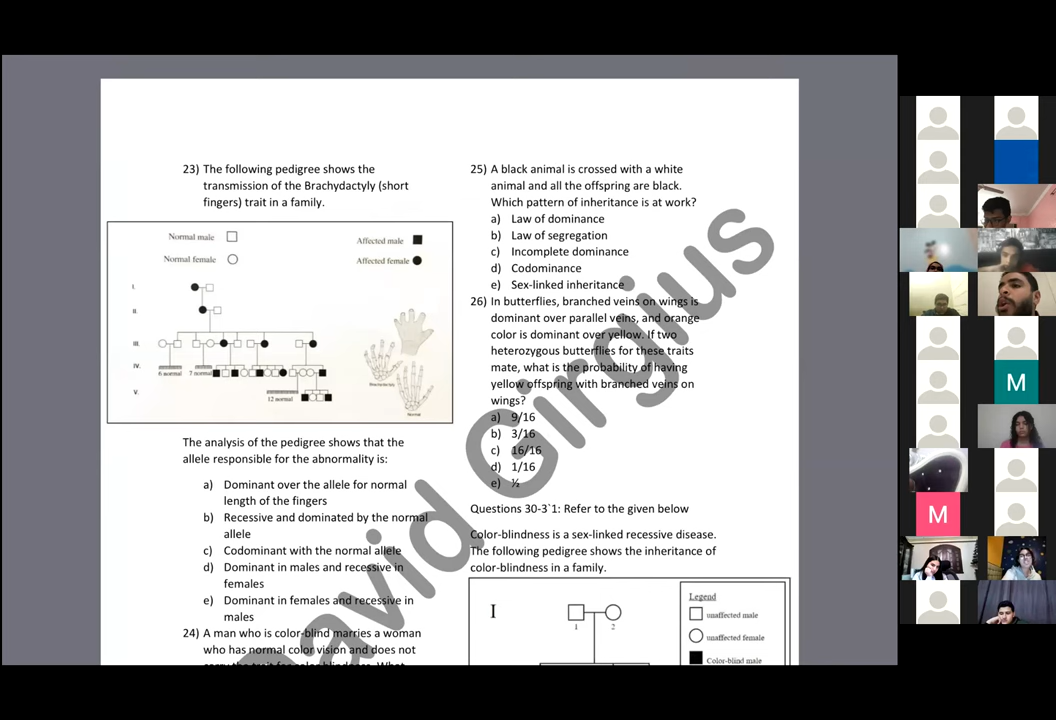 23) The following pedigree shows the
transmission of the Brachydactyly (short
fingers) trait in a family.
Normal male
Affected male
Normal female
Affected female
I.
II.
III.
IV.
6 normal
7 normal
V.
12 normal
Normal
The analysis of the pedigree shows that the
allele responsible for the abnormality is:
a) Dominant over the allele for normal
length of the fingers
b) Recessive and dominated by the normal
allele
c) Codominant with the normal allele
d) Dominant in males and recessive in
females
e) Dominant in females and recessive in
males
24) A man who is color-blind marries a woman
who has normal color vision and does not
carry the trait for color blindness. What
25) A black animal is crossed with a white
animal and all the offspring are black.
Which pattern of inheritance is at work?
a) Law of dominance
b) Law of segregation
c) Incomplete dominance
d) Codominance
e) Sex-linked inheritance
26) In butterflies, branched veins on wings is
dominant over parallel veins, and orange
color is dominant over yellow. If two
heterozygous butterflies for these traits
mate, what is the probability of having
yellow offspring with branched veins on
wings?
a) 9/16
b) 3/16
c) 16/16
d) 1/16
e) ½
Questions 30-3`1: Refer to the given below
Color-blindness is a sex-linked recessive disease.
The following pedigree shows the inheritance of
color-blindness in a family.
I
1
2
Legend
unaffected male
unaffected female
Color-blind male
David Girgius
M
M